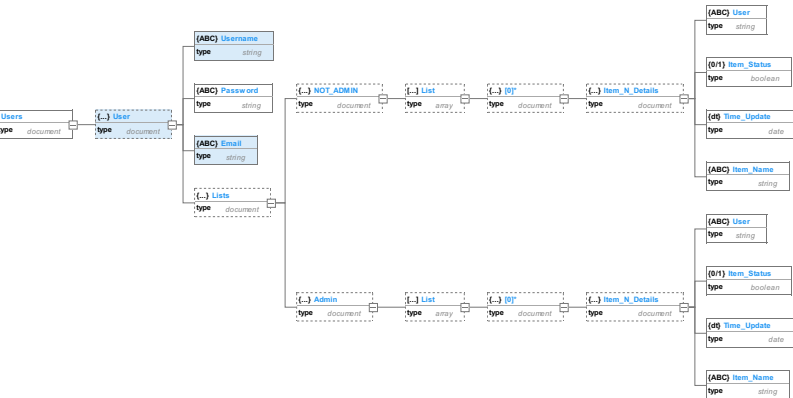 Users
type document
{...} User
type document
{ABC} Username
type string
{ABC} Password
type string
{ABC} Email
type string
{...} Lists
type document
{...} NOT_ADMIN
type document
[...] List
type array
{...} [0]*
type document
{...} Item_N_Details
type document
{ABC} User
type string
{0/1} Item_Status
type boolean
{dt} Time_Update
type date
{ABC} Item_Name
type string
{...} Admin
type document
[...] List
type array
{...} [0]*
type document
{...} Item_N_Details
type document
{ABC} User
type string
{0/1} Item_Status
type boolean
{dt} Time_Update
type date
{ABC} Item_Name
type string